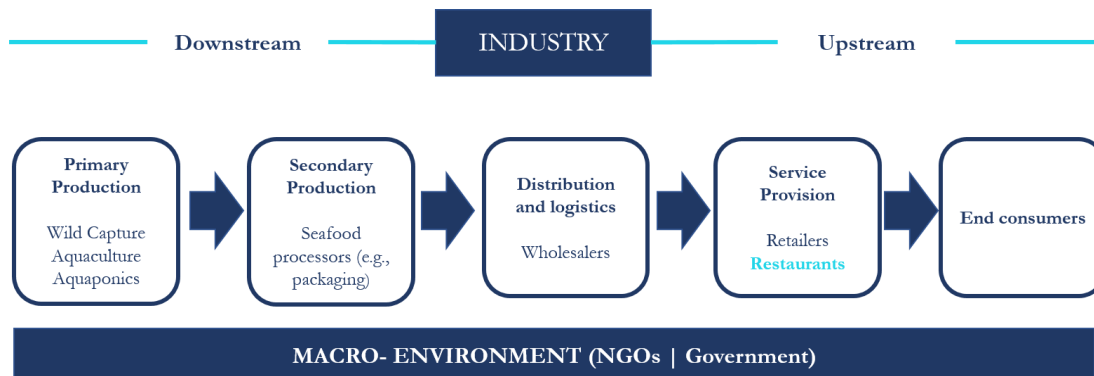 Downstream
INDUSTRY
Upstream
Primary
Production
Wild Capture
Aquaculture
Aquaponics
Secondary
Production
Seafood
processors (e.g.,
packaging)
Distribution
and logistics
Wholesalers
Service
Provision
Retailers
Restaurants
End consumers
MACRO- ENVIRONMENT (NGOs | Government)